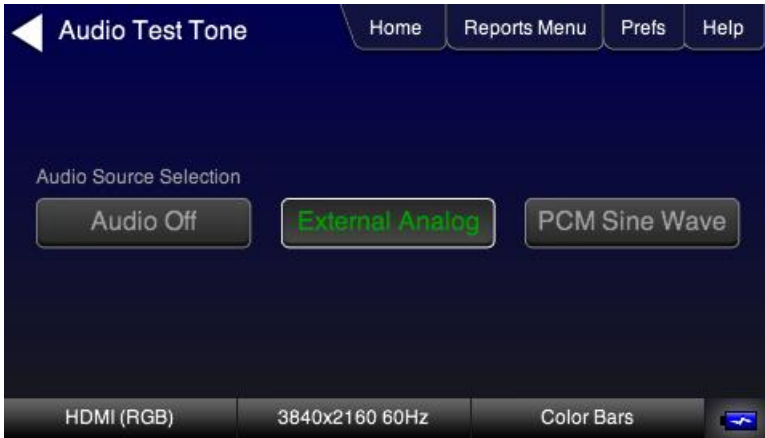 Audio Test Tone Home Reports Menu Prefs Help
Audio Source Selection
Audio Off External Analog PCM Sine Wave
HDMI (RGB) 3840x2160 60Hz Color Bars